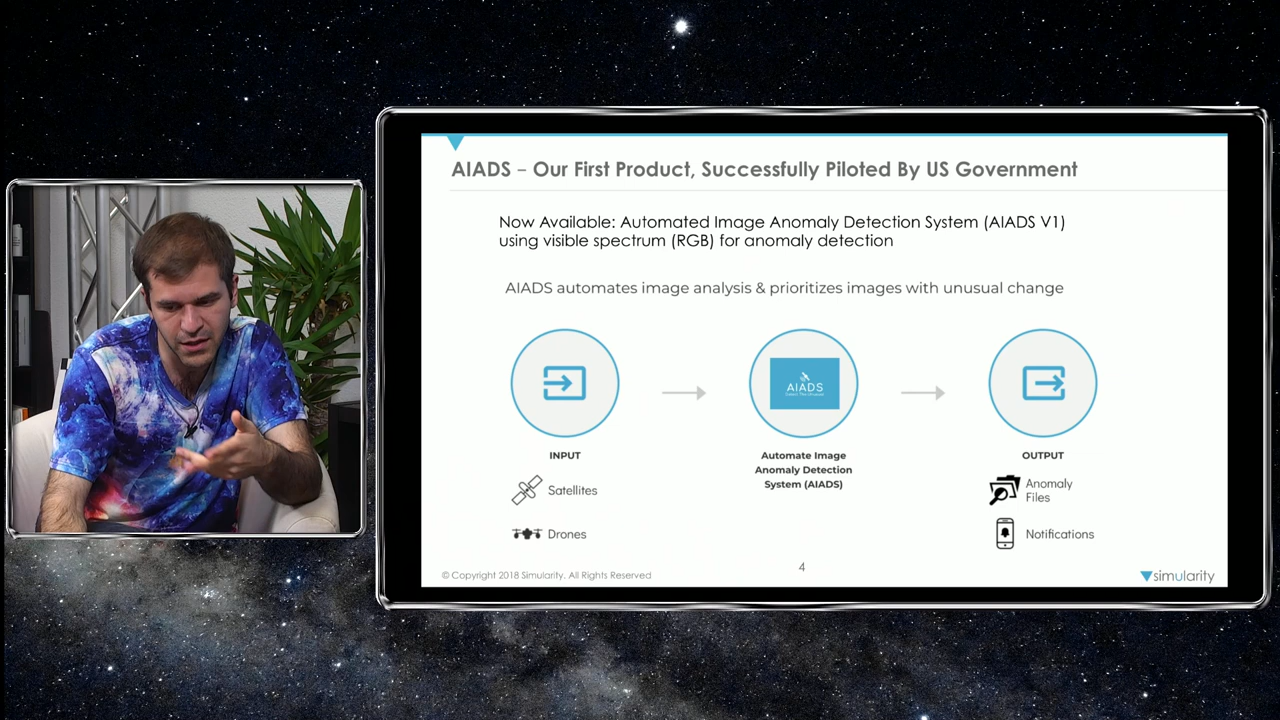 AIADS – Our First Product, Successfully Piloted By US Government
Now Available: Automated Image Anomaly Detection System (AIADS V1)
using visible spectrum (RGB) for anomaly detection
AIADS automates image analysis & prioritizes images with unusual change
AIADS
INPUT
Satellites
Drones
Automate Image
Anomaly Detection
System (AIADS)
OUTPUT
Anomaly
Files
Notifications
4
© Copyright 2018 Simularity. All Rights Reserved
simularity